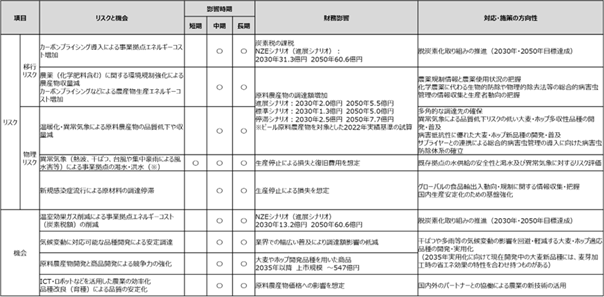 項目
リスクと機会
影響時期
短期
中期
長期
財務影響
対応・施策の方向性
リスク
移行
リスク
カーボンプライシング導入による事業拠点エネルギーコスト
増加
○
○
炭素税の課税
NZEシナリオ（進展シナリオ）：
2030年31.3億円 2050年60.6億円
脱炭素化取り組みの推進（2030年・2050年目標達成）
農薬（化学肥料含む）に関する環境規制強化による
農産物収量減
カーボンプライシングなどによる農産物生産エネルギーコスト
増加
○
○
農薬規制情報と農薬使用状況の把握
化学農薬に代わる生物的防除や物理的除去法等の総合的病害虫
管理の情報収集と生産者動向の把握
原料農産物の調達額増加
進展シナリオ：2030年2.0億円 2050年5.5億円
標準シナリオ：2030年1.3億円 2050年5.0億円
停滞シナリオ：2030年2.5億円 2050年7.7億円
※ビール原料農産物を対象とした2022年実績基準の試算
物理
リスク
温暖化・異常気象による原料農産物の品質低下や収
量減
○
○
多角的な調達先の確保
異常気象による品質低下リスクの低い大麦・ホップ多収性品種の開
発・普及
病害抵抗性に優れた大麦・ホップ新品種の開発・普及
サプライヤーとの連携による総合的病害虫管理の導入に向けた病害虫
防除体系の確立
異常気象（熱波、干ばつ、台風や集中豪雨による風
水害等）による事業拠点の渇水・洪水（※）
○
○
○
生産停止による損失と復旧費用を想定
既存拠点の水供給の安全性と渇水及び異常気象に対するリスク評価
新規感染症流行による原材料の調達停滞
○
○
生産停止による損失を想定
グローバルの食品輸出入動向・規制に関する情報収集・把握
国内生産安定化のための基盤強化
機会
温室効果ガス削減による事業拠点エネルギーコスト
（炭素税額）の削減
○
○
NZEシナリオ（進展シナリオ）
2030年13.2億円 2050年60.6億円
脱炭素化取り組みの推進（2030年・2050年目標達成）
気候変動に対応可能な品種開発による安定調達
○
○
業界での幅広い普及により調達額影響の低減
干ばつや多雨等の気候変動の影響を回避・軽減する大麦・ホップ適応
品種の開発・実用化
（2035年実用化に向けて現在開発中の大麦新品種には、麦芽加
工時の省エネ効果の特性を合わせ持つものがある）
原料農産物開発と商品開発による競争力の強化
○
○
大麦やホップ開発品種を用いた商品
2035年以降 上市規模 ～547億円
ICT・ロボットなどを活用した農業の効率化
品種改良（育種）による品質の安定化
○
○
原料農産物価格への影響を想定
国内外のパートナーとの協働による農業の新技術の活用